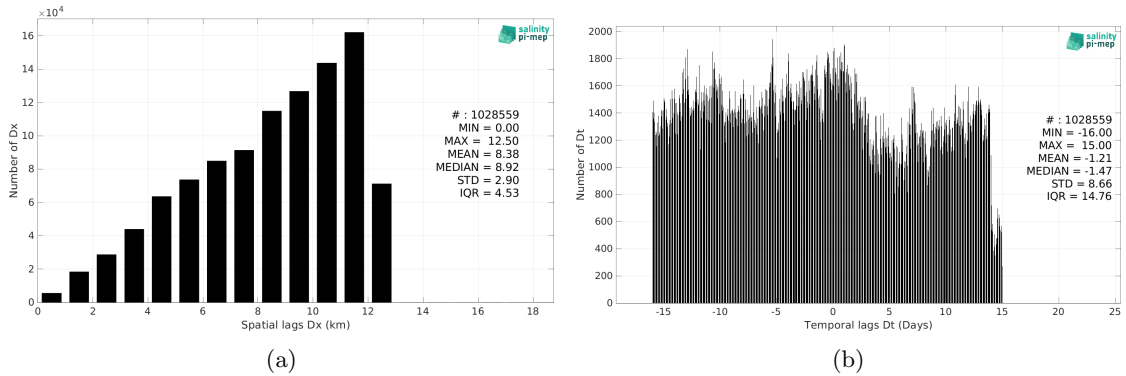 ×10⁴
16
14
12
10
8
6
4
2
0
Number of Dx
0 2 4 6 8 10 12 14 16 18
Spatial lags Dx (km)
salinity
pi-mep
# : 1028559
MIN = 0.00
MAX = 12.50
MEAN = 8.38
MEDIAN = 8.92
STD = 2.90
IQR = 4.53
(a)
2000
1800
1600
1400
1200
1000
800
600
400
200
0
Number of Dt
-15 -10 -5 0 5 10 15 20 25
Temporal lags Dt (Days)
salinity
pi-mep
# : 1028559
MIN = -16.00
MAX = 15.00
MEAN = -1.21
MEDIAN = -1.47
STD = 8.66
IQR = 14.76
(b)